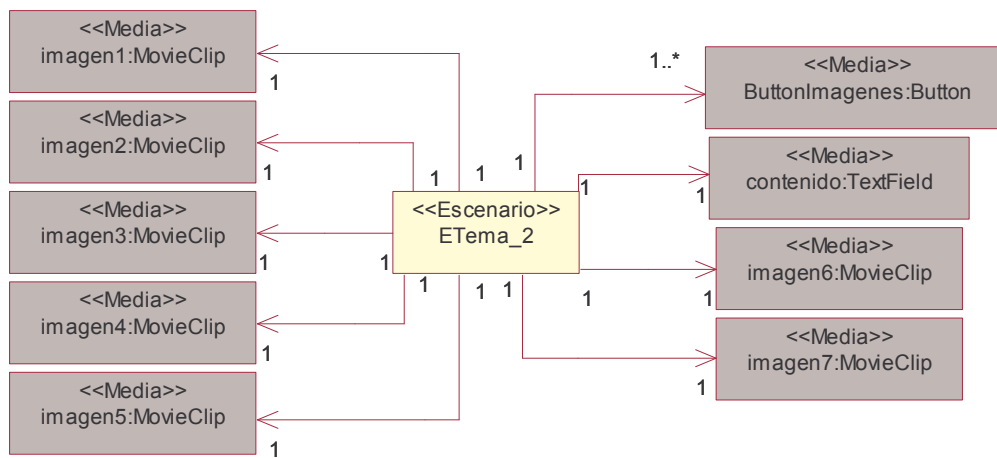 <<Media>>
imagen1:MovieClip
1
<<Media>>
imagen2:MovieClip
1
<<Media>>
imagen3:MovieClip
1
<<Media>>
imagen4:MovieClip
1
<<Media>>
imagen5:MovieClip
1
1
1
1
1
1
<<Escenario>>
ETema_2
1
1
1
1
1..*
<<Media>>
ButtonImagenes:Button
1
<<Media>>
contenido:TextField
1
<<Media>>
imagen6:MovieClip
1
<<Media>>
imagen7:MovieClip